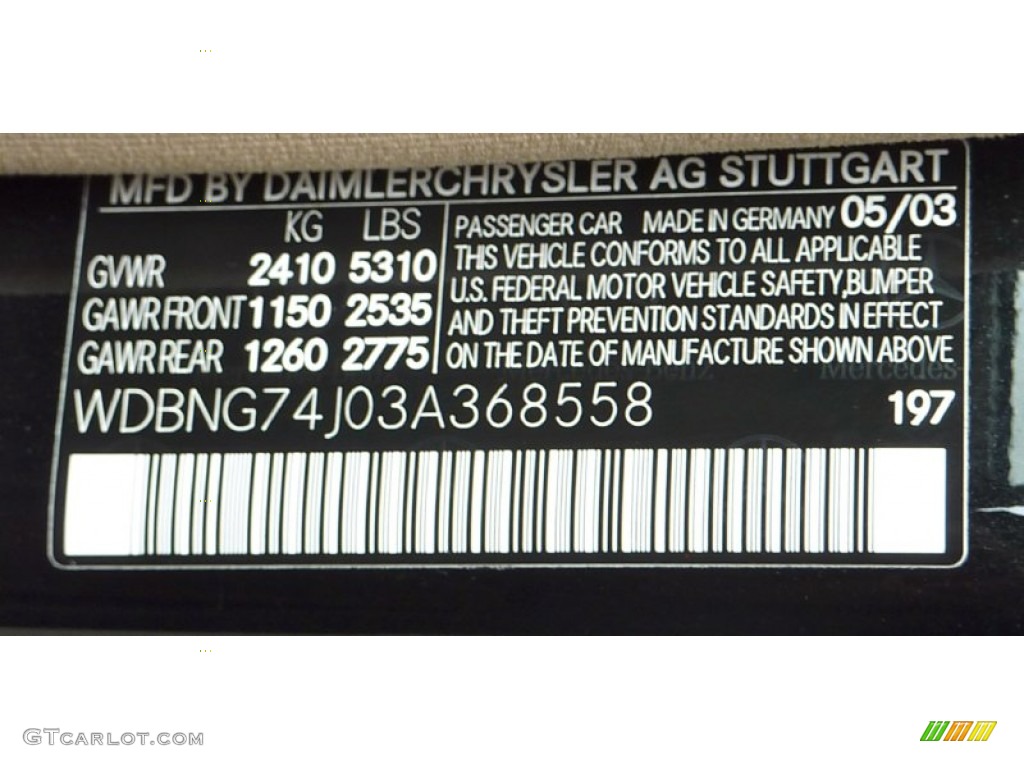 MFD BY DAIMLERCHRYSLER AG STUTTGART
KG LBS
GVWR 2410 5310
GAWR FRONT 1150 2535
GAWR REAR 1260 2775
PASSENGER CAR MADE IN GERMANY 05/03
THIS VEHICLE CONFORMS TO ALL APPLICABLE
U.S. FEDERAL MOTOR VEHICLE SAFETY,BUMPER
AND THEFT PREVENTION STANDARDS IN EFFECT
ON THE DATE OF MANUFACTURE SHOWN ABOVE
Mercedes
WDBNG74J03A368558 197
GTCARLOT.COM